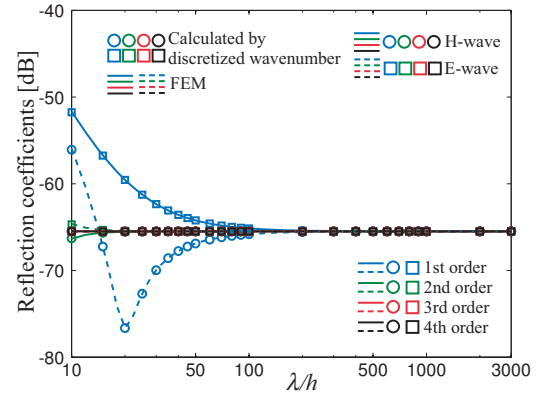 Reflection coefficients [dB]
-40
-50
-60
-70
-80
Calculated by
discretized wavenumber
FEM
H-wave
E-wave
1st order
2nd order
3rd order
4th order
10
50
100
500
1000
3000
λ/h